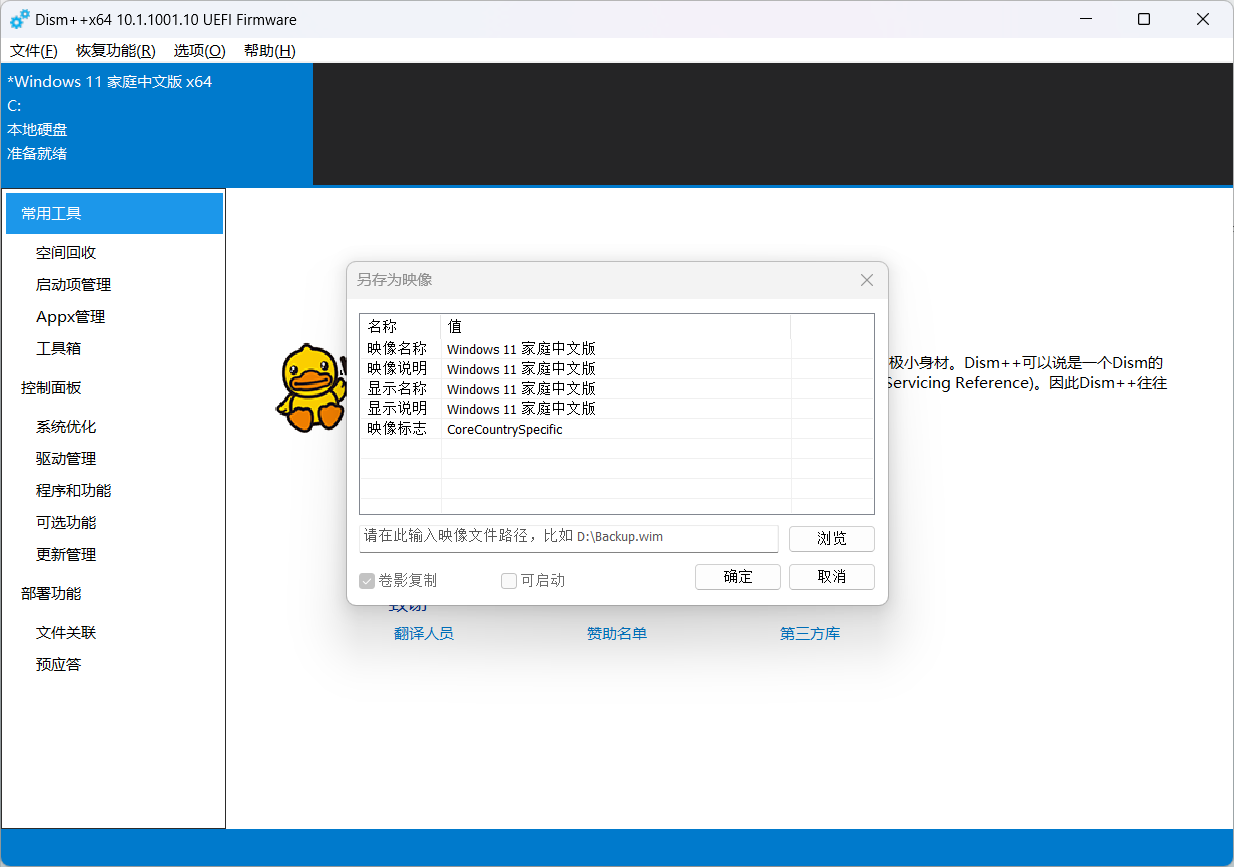 Dism++x64 10.1.1001.10 UEFI Firmware
文件(F) 恢复功能(R) 选项(O) 帮助(H)
*Windows 11 家庭中文版 x64
C:
本地硬盘
准备就绪
常用工具
空间回收
启动项管理
Appx管理
工具箱
控制面板
系统优化
驱动管理
程序和功能
可选功能
更新管理
部署功能
文件关联
预应答
极小身材。Dism++可以说是一个Dism的
Servicing Reference)。因此Dism++往往
另存为映像
名称 值
映像名称 Windows 11 家庭中文版
映像说明 Windows 11 家庭中文版
显示名称 Windows 11 家庭中文版
显示说明 Windows 11 家庭中文版
映像标志 CoreCountrySpecific
请在此输入映像文件路径，比如 D:\Backup.wim
浏览
卷影复制 可启动 确定 取消
翻译人员 赞助名单 第三方库